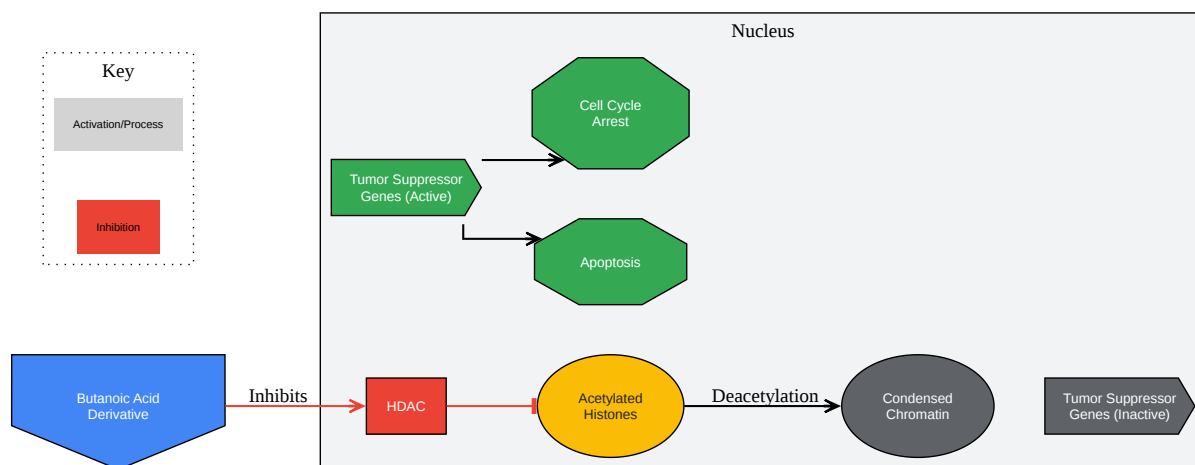 Nucleus
Key
Activation/Process
Inhibition
Cell Cycle
Arrest
Tumor Suppressor
Genes (Active)
Apoptosis
Butanoic Acid
Derivative
Inhibits
HDAC
Acetylated
Histones
Deacetylation
Condensed
Chromatin
Tumor Suppressor
Genes (Inactive)